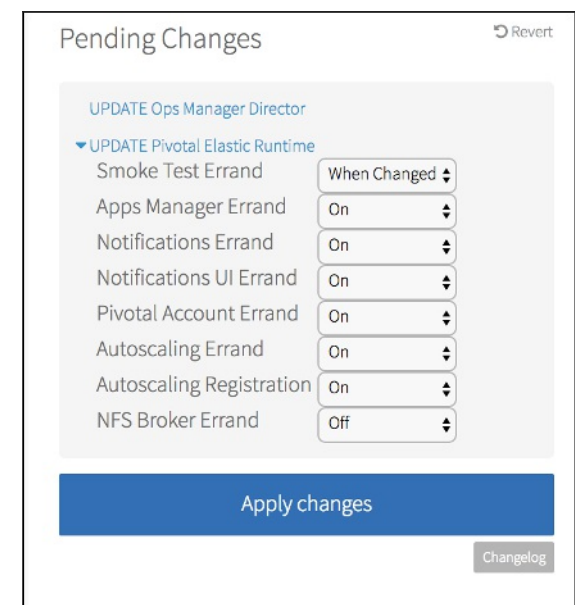 Pending Changes
Revert
UPDATE Ops Manager Director
UPDATE Pivotal Elastic Runtime
Smoke Test Errand When Changed
Apps Manager Errand On
Notifications Errand On
Notifications UI Errand On
Pivotal Account Errand On
Autoscaling Errand On
Autoscaling Registration On
NFS Broker Errand Off
Apply changes
Changelog